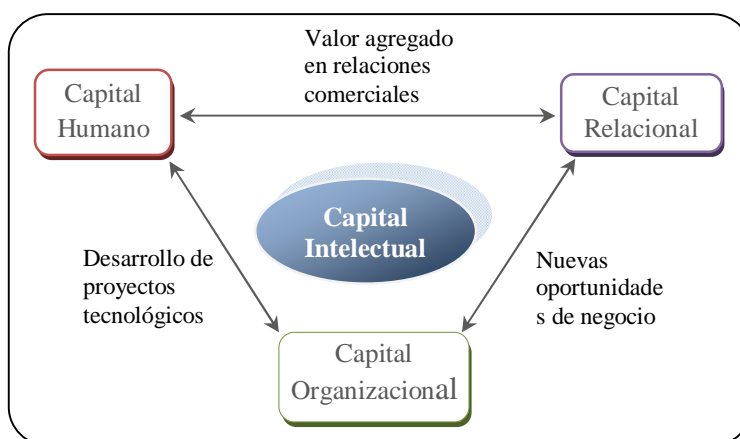 Valor agregado
en relaciones
comerciales
Capital
Humano
Capital
Relacional
Capital
Intelectual
Desarrollo de
proyectos
tecnológicos
Nuevas
oportunidade
s de negocio
Capital
Organizacional